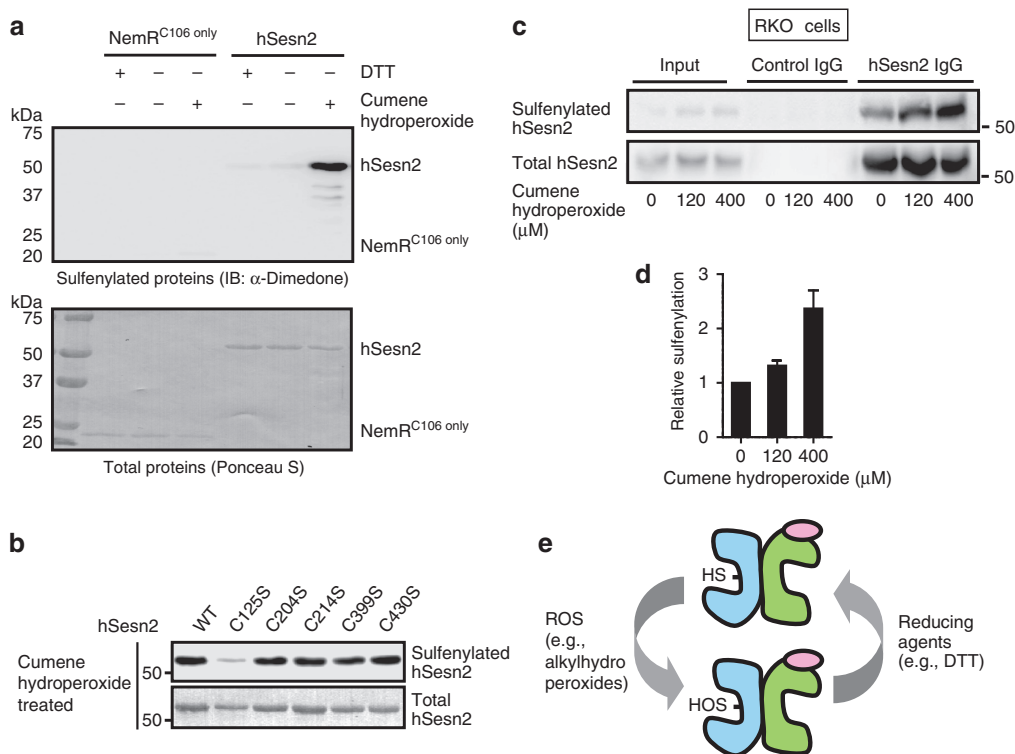 a
NemR^C106 only hSesn2
+ – – + – – DTT
– – + – – + Cumene
hydroperoxide
kDa
75
50
37
25
20
hSesn2
NemR^C106 only
Sulfenylated proteins (IB: α-Dimedone)
kDa
75
50
37
25
20
hSesn2
NemR^C106 only
Total proteins (Ponceau S)
b
hSesn2
WT C125S C204S C214S C399S C430S
Cumene
hydroperoxide
treated
50
50
Sulfenylated
hSesn2
Total
hSesn2
c
RKO cells
Input Control IgG hSesn2 IgG
Sulfenylated
hSesn2
50
Total hSesn2
50
Cumene
hydroperoxide
(μM)
0 120 400 0 120 400 0 120 400
d
Relative sulfenylation
3
2
1
0
0 120 400
Cumene hydroperoxide (μM)
e
HS
ROS
(e.g.,
alkylhydro
peroxides)
Reducing
agents
(e.g., DTT)
HOS